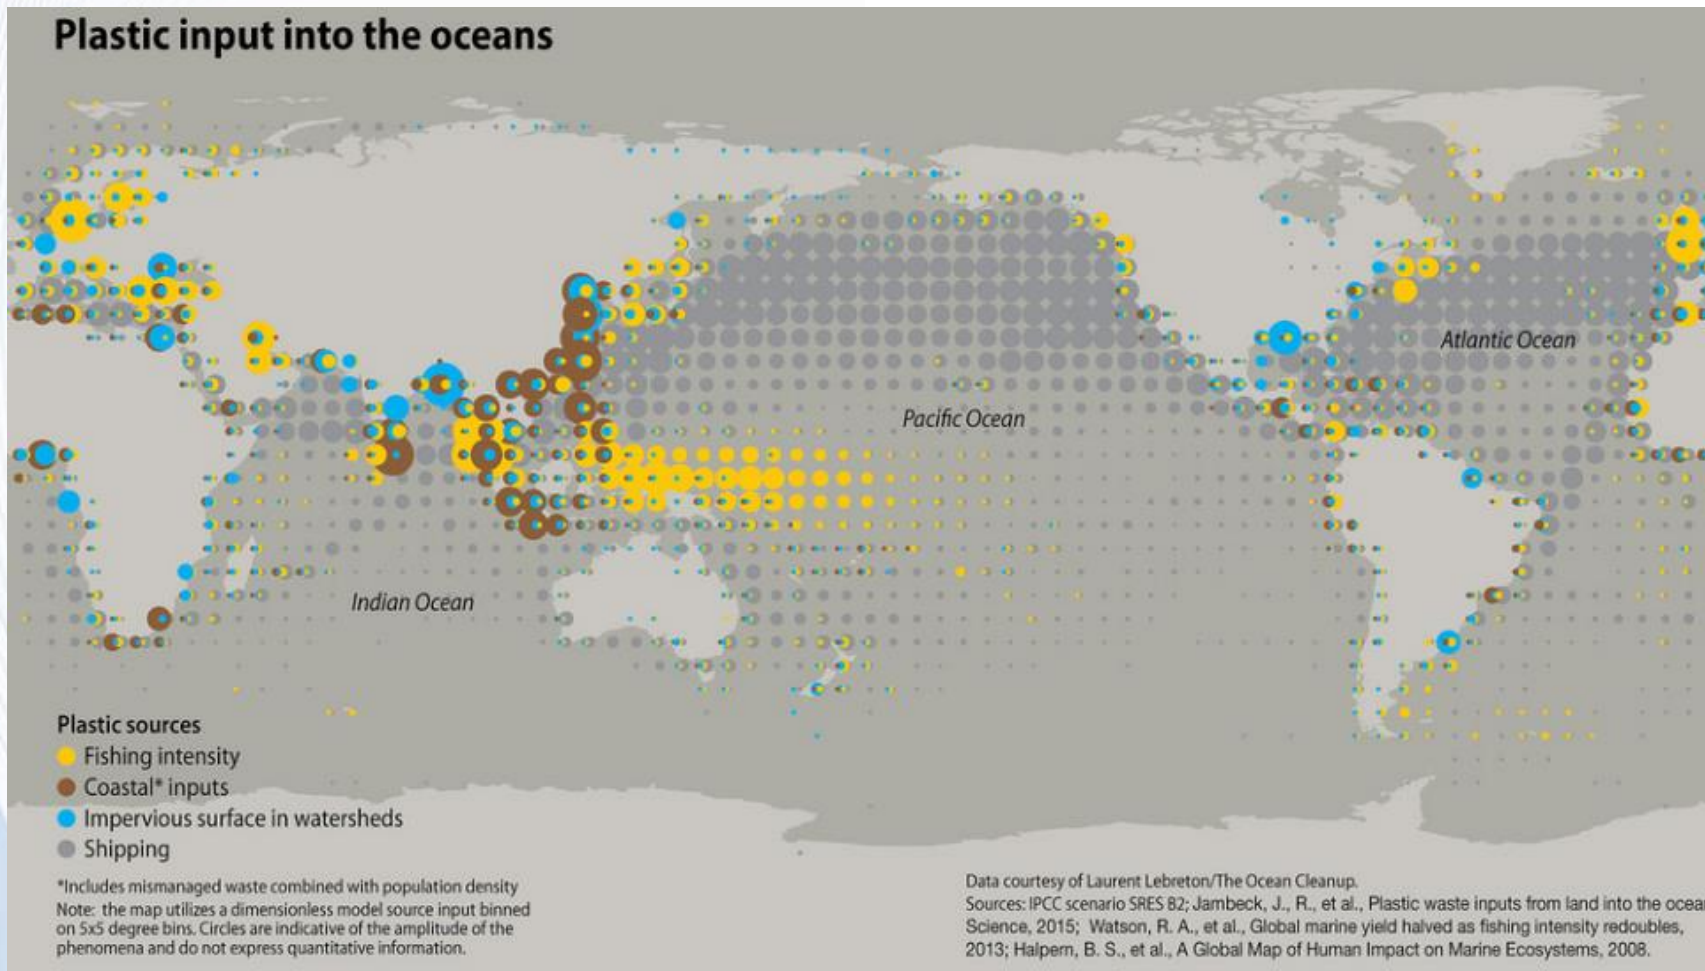 Plastic input into the oceans
Atlantic Ocean
Pacific Ocean
Indian Ocean
Plastic sources
Fishing intensity
Coastal* inputs
Impervious surface in watersheds
Shipping
*Includes mismanaged waste combined with population density
Note: the map utilizes a dimensionless model source input binned
on 5x5 degree bins. Circles are indicative of the amplitude of the
phenomena and do not express quantitative information.
Data courtesy of Laurent Lebreton/The Ocean Cleanup.
Sources: IPCC scenario SRES B2; Jambeck, J., R., et al., Plastic waste inputs from land into the ocean
Science, 2015; Watson, R. A., et al., Global marine yield halved as fishing intensity redoubles,
2013; Halpern, B. S., et al., A Global Map of Human Impact on Marine Ecosystems, 2008.